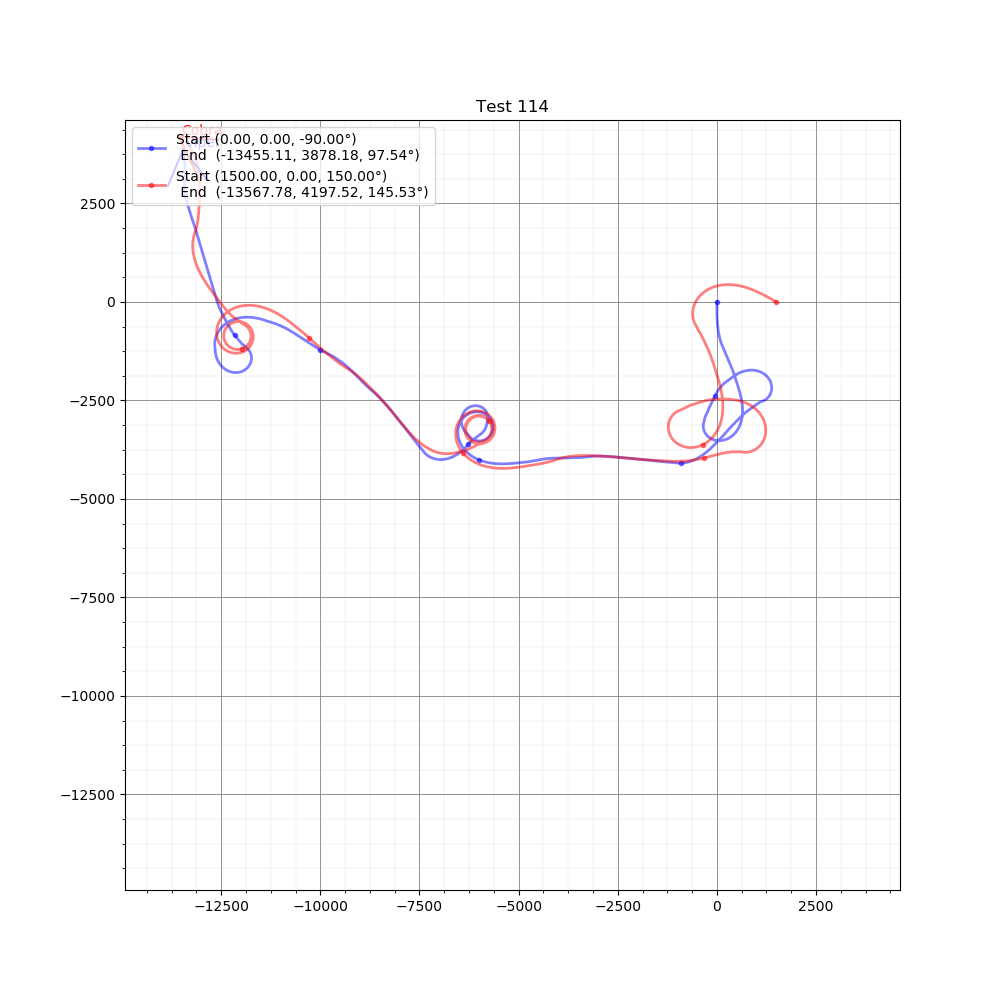 Test 114
Cobra
Start (0.00, 0.00, -90.00°)
End (-13455.11, 3878.18, 97.54°)
Start (1500.00, 0.00, 150.00°)
End (-13567.78, 4197.52, 145.53°)
2500
0
−2500
−5000
−7500
−10000
−12500
−12500 −10000 −7500 −5000 −2500 0 2500